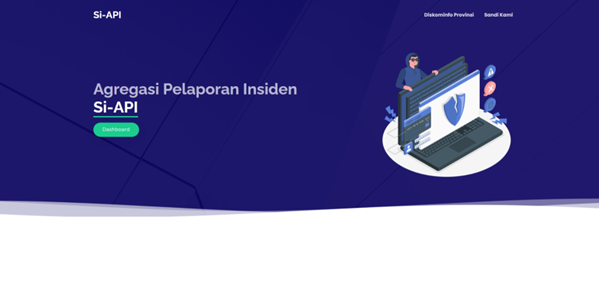 Si-API
Diskominfo Provinsi Sandi Kami
Agregasi Pelaporan Insiden
Si-API
Dashboard